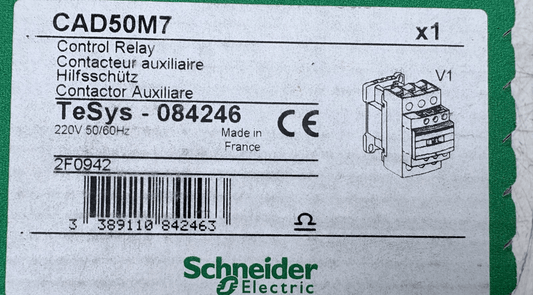 CAD50M7 x1
Control Relay
Contacteur auxiliaire
Hilfsschütz
Contactor Auxiliare
V1
TeSys - 084246
220V 50/60Hz
Made in
France
CE
2F0942
3 389110 842463
Schneider
Electric